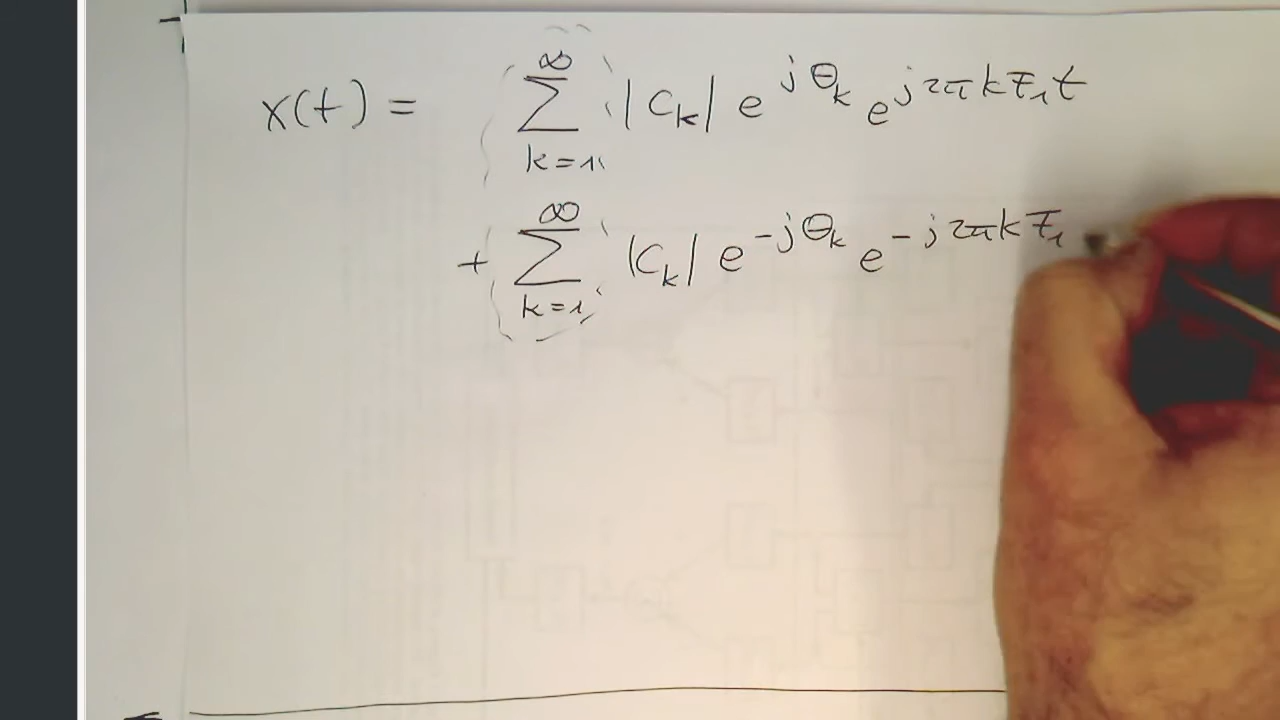 x(t) = ∑_{k=1}^{∞} |C_k| e^{jθ_k} e^{j2πkF_1t}
+ ∑_{k=1}^{∞} |C_k| e^{-jθ_k} e^{-j2πkF_1}